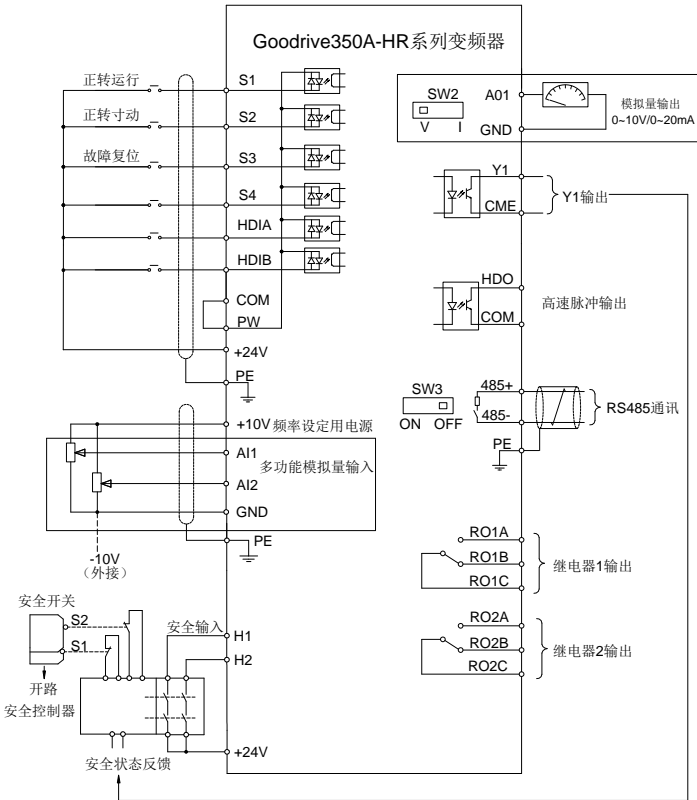 Goodrive350A-HR系列变频器
正转运行
S1
正转寸动
S2
故障复位
S3
S4
HDIA
HDIB
COM
PW
+24V
PE
+10V 频率设定用电源
AI1
多功能模拟量输入
AI2
GND
PE
-10V
(外接)
安全开关
S2
S1
开路
安全控制器
安全输入
H1
H2
+24V
安全状态反馈
SW2
V I
A01
GND
模拟量输出
0~10V/0~20mA
Y1
CME
Y1输出
HDO
COM
高速脉冲输出
SW3
ON OFF
485+
485-
PE
RS485通讯
RO1A
RO1B
RO1C
继电器1输出
RO2A
RO2B
RO2C
继电器2输出